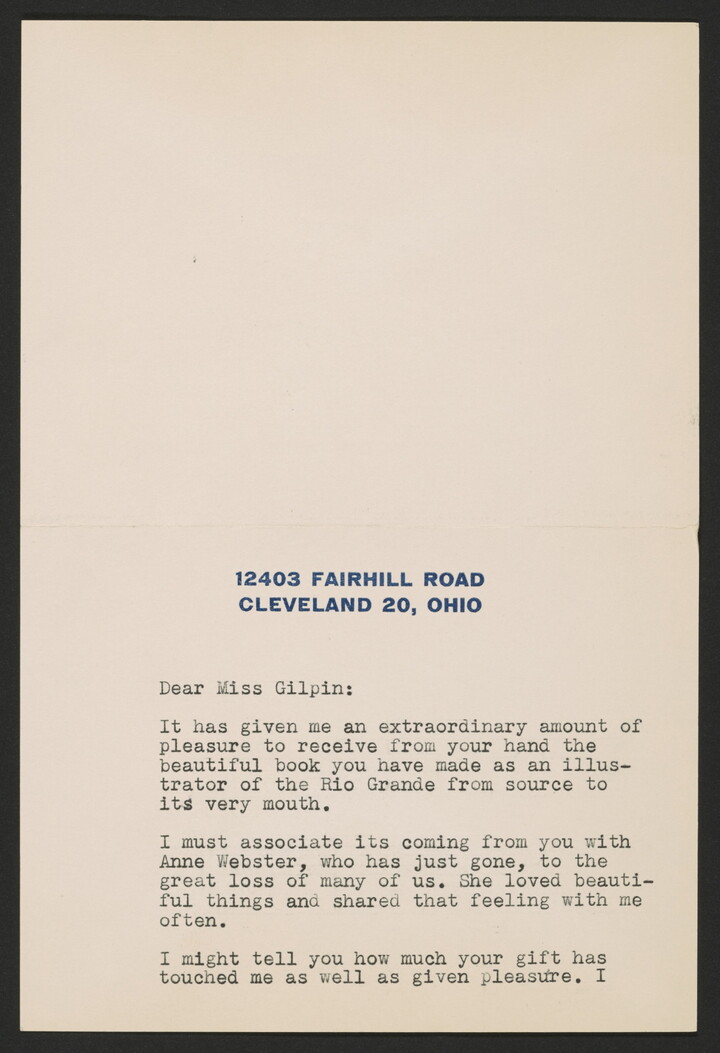 12403 FAIRHILL ROAD
CLEVELAND 20, OHIO
Dear Miss Gilpin:
It has given me an extraordinary amount of
pleasure to receive from your hand the
beautiful book you have made as an illus-
trator of the Rio Grande from source to
its very mouth.
I must associate its coming from you with
Anne Webster, who has just gone, to the
great loss of many of us. She loved beauti-
ful things and shared that feeling with me
often.
I might tell you how much your gift has
touched me as well as given pleasure. I